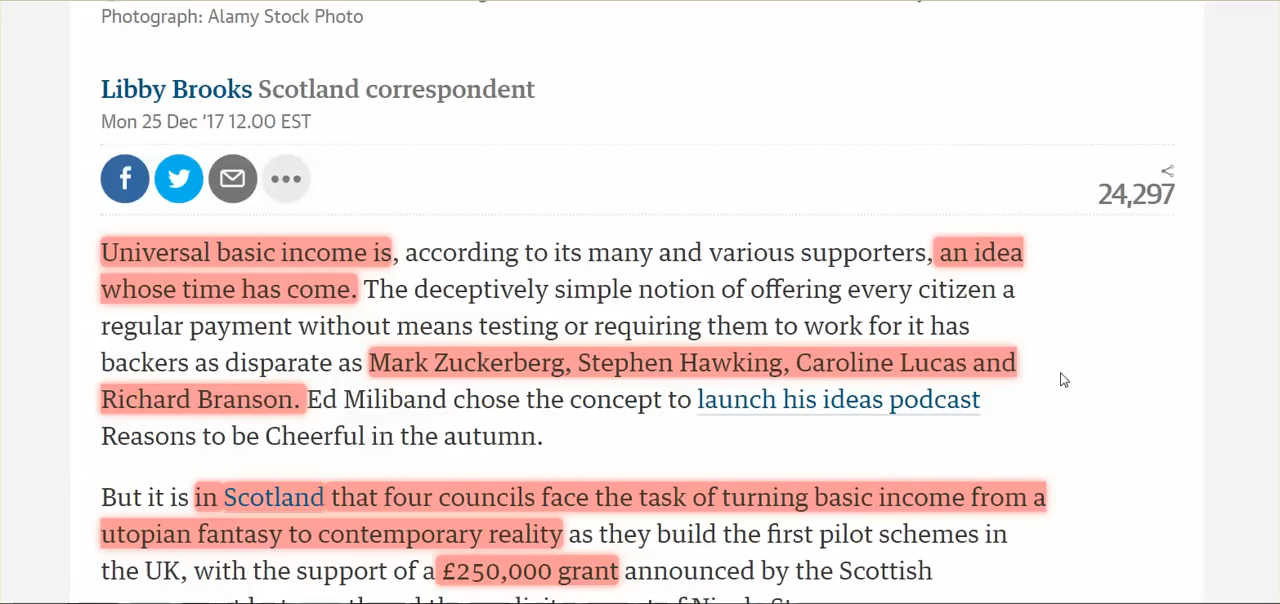 Photograph: Alamy Stock Photo
Libby Brooks Scotland correspondent
Mon 25 Dec ‘17 12.00 EST
24,297
Universal basic income is, according to its many and various supporters, an idea
whose time has come. The deceptively simple notion of offering every citizen a
regular payment without means testing or requiring them to work for it has
backers as disparate as Mark Zuckerberg, Stephen Hawking, Caroline Lucas and
Richard Branson. Ed Miliband chose the concept to launch his ideas podcast
Reasons to be Cheerful in the autumn.
But it is in Scotland that four councils face the task of turning basic income from a
utopian fantasy to contemporary reality as they build the first pilot schemes in
the UK, with the support of a £250,000 grant announced by the Scottish